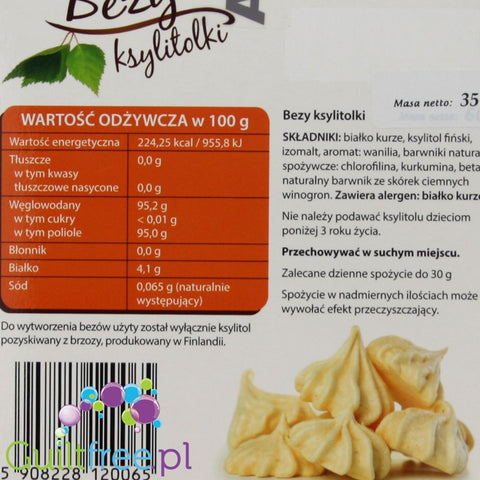 Bezy
ksylitolki
A
Masa netto: 35
WARTOŚĆ ODŻYWCZA w 100 g
Wartość energetyczna 224,25 kcal / 955,8 kJ
Tłuszcze 0,0 g
w tym kwasy
tłuszczowe nasycone 0,0 g
Węglowodany 95,2 g
w tym cukry < 0,01 g
w tym poliole 95,0 g
Błonnik 0,0 g
Białko 4,1 g
Sód 0,065 g (naturalnie
występujący)
Do wytworzenia bezów użyty został wyłącznie ksylitol
pozyskiwany z brzozy, produkowany w Finlandii.
Bezy ksylitolki
SKŁADNIKI: białko kurze, ksylitol fiński,
izomalt, aromat: wanilia, barwniki natura
spożywcze: chlorofilina, kurkumina, beta
naturalny barwnik ze skórek ciemnych
winogron. Zawiera alergen: białko kurze
Nie należy podawać ksylitolu dzieciom
poniżej 3 roku życia.
Przechowywać w suchym miejscu.
Zalecane dzienne spożycie do 30 g
Spożycie w nadmiernych ilościach może
wywołać efekt przeczyszczający.
Guiltfree.pl
5 908228 120065